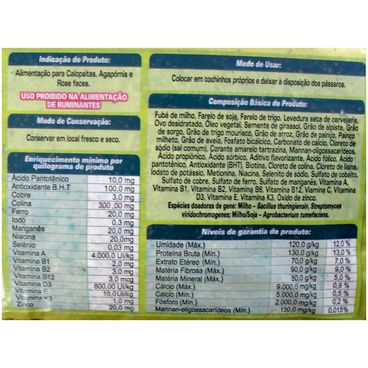 Indicação do Produto:
Alimentação para Calopsitas, Agapórnis e
Rose faces.
USO PROIBIDO NA ALIMENTAÇÃO
DE RUMINANTES
Modo de Conservação:
Conservar em local fresco e seco.
Enriquecimento mínimo por
quilograma de produto
Ácido Pantotênico 10,0 mg
Antioxidante B.H.T 100,0 mg
Cobre 3,0 mg
Colina 300,00 mg
Ferro 20,0 mg
Iodo 0,3 mg
Manganês 20,0 mg
Niacina 20,0mg
Selênio 0,03 mg
Vitamina A 4.000,0 UI/kg
Vitamina B1 2,0 mg
Vitamina B2 3,0 mg
Vitamina B12
Vitamina D3 800,00 UI/kg
Vitamina E 10,0 UI/kg
Vitamina K3 1,0 mg
Zinco 20,0 mg
Modo de Usar:
Colocar em cochinhos próprios e deixar à disposição dos pássaros.
Composição Básica do Produto:
Fubá de milho, Farelo de soja, Farelo de trigo, Levedura seca de cervejaria,
Ovo desidratado, Óleo vegetal, Semente de girassol, Grão de alpiste, Grão
de sorgo, Grão de trigo mourisco, Grão de arroz, Grão de painço, Painço
milheto, Grão de aveia, Fosfato bicálcico, Carbonato de cálcio, Cloreto de
sódio (sal comum), Corante amarelo tartrazina, Mananoligossacarídeos,
Ácido propiônico, Ácido sórbico, Aditivo flavorizante, Ácido fólico, Ácido
pantotênico, Antioxidante (BHT), Biotina, Cloreto de colina, Cloreto de lisina,
Iodato de potássio, Metionina, Niacina, Selenito de sódio, Sulfato de cobalto,
Sulfato de cobre, Sulfato de ferro, Sulfato de manganês, Vitamina A,
Vitamina B1, Vitamina B2, Vitamina B6, Vitamina B12, Vitamina C, Vitamina
D3, Vitamina E, Vitamina K3, Óxido de zinco.
Espécies doadoras de gene: Milho - Bacillus thuringiensis, Streptomyces
viridochromogenes; Milho/Soja - Agrobacterium tumefaciens.
Níveis de garantia do produto:
Umidade (Máx.) 120,0 g/kg 12,0 %
Proteína Bruta (Mín.) 130,0 g/kg 13,0 %
Extrato Etéreo (Mín.) 70,0 g/kg 7,0 %
Matéria Fibrosa (Máx.) 90,0 g/kg 9,0 %
Matéria Mineral (Máx.) 50,0 g/kg 5,0 %
Cálcio (Máx.) 9.000,0 mg/kg 0,9 %
Cálcio (Mín.) 5.000,0 mg/kg 0,5 %
Fósforo (Mín.) 2.000,0 mg/kg 0,2 %
Mannan-oligossacarídeos (Mín.) 150,0 mg/kg 0,015%